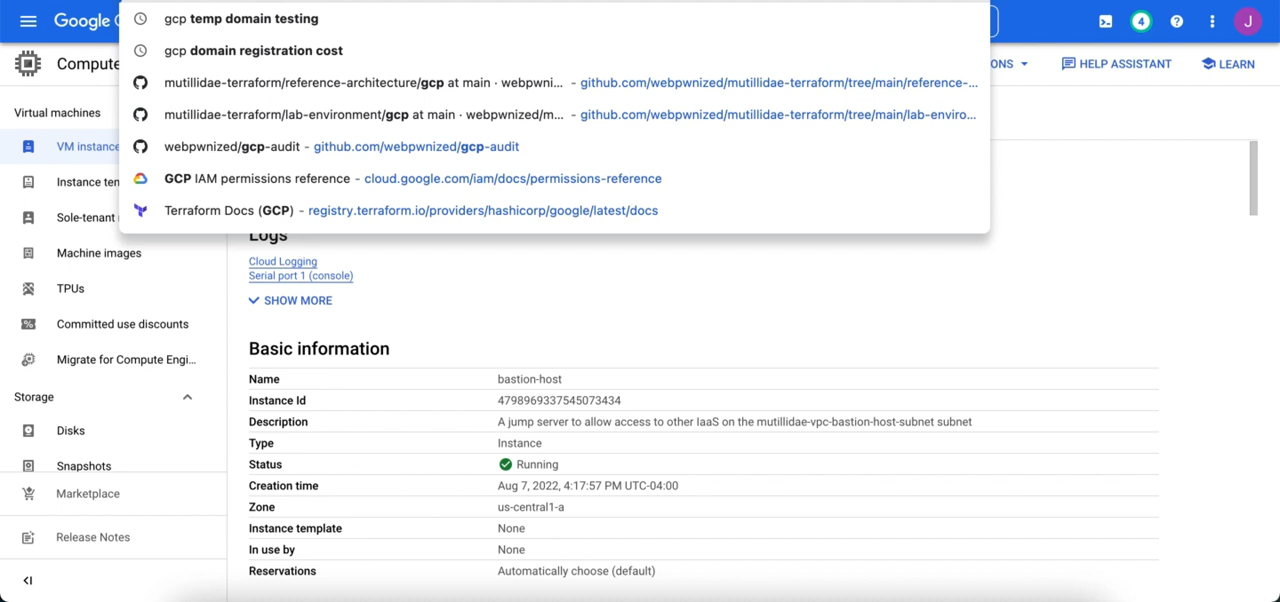 Google C
gcp temp domain testing
4
?
J
gcp domain registration cost
Compute
mutillidae-terraform/reference-architecture/gcp at main · webpwni... - github.com/webpwnized/mutillidae-terraform/tree/main/reference-...
ONS
HELP ASSISTANT
LEARN
Virtual machines
mutillidae-terraform/lab-environment/gcp at main · webpwnized/m... - github.com/webpwnized/mutillidae-terraform/tree/main/lab-enviro...
VM instance
webpwnized/gcp-audit - github.com/webpwnized/gcp-audit
Instance ten
GCP IAM permissions reference - cloud.google.com/iam/docs/permissions-reference
Sole-tenant
Terraform Docs (GCP) - registry.terraform.io/providers/hashicorp/google/latest/docs
Machine images
TPUs
Committed use discounts
Migrate for Compute Engi...
Storage
Disks
Snapshots
Marketplace
Release Notes
Logs
Cloud Logging
Serial port 1 (console)
SHOW MORE
Basic information
Name bastion-host
Instance Id 4798969337545073434
Description A jump server to allow access to other IaaS on the mutillidae-vpc-bastion-host-subnet subnet
Type Instance
Status Running
Creation time Aug 7, 2022, 4:17:57 PM UTC-04:00
Zone us-central1-a
Instance template None
In use by None
Reservations Automatically choose (default)